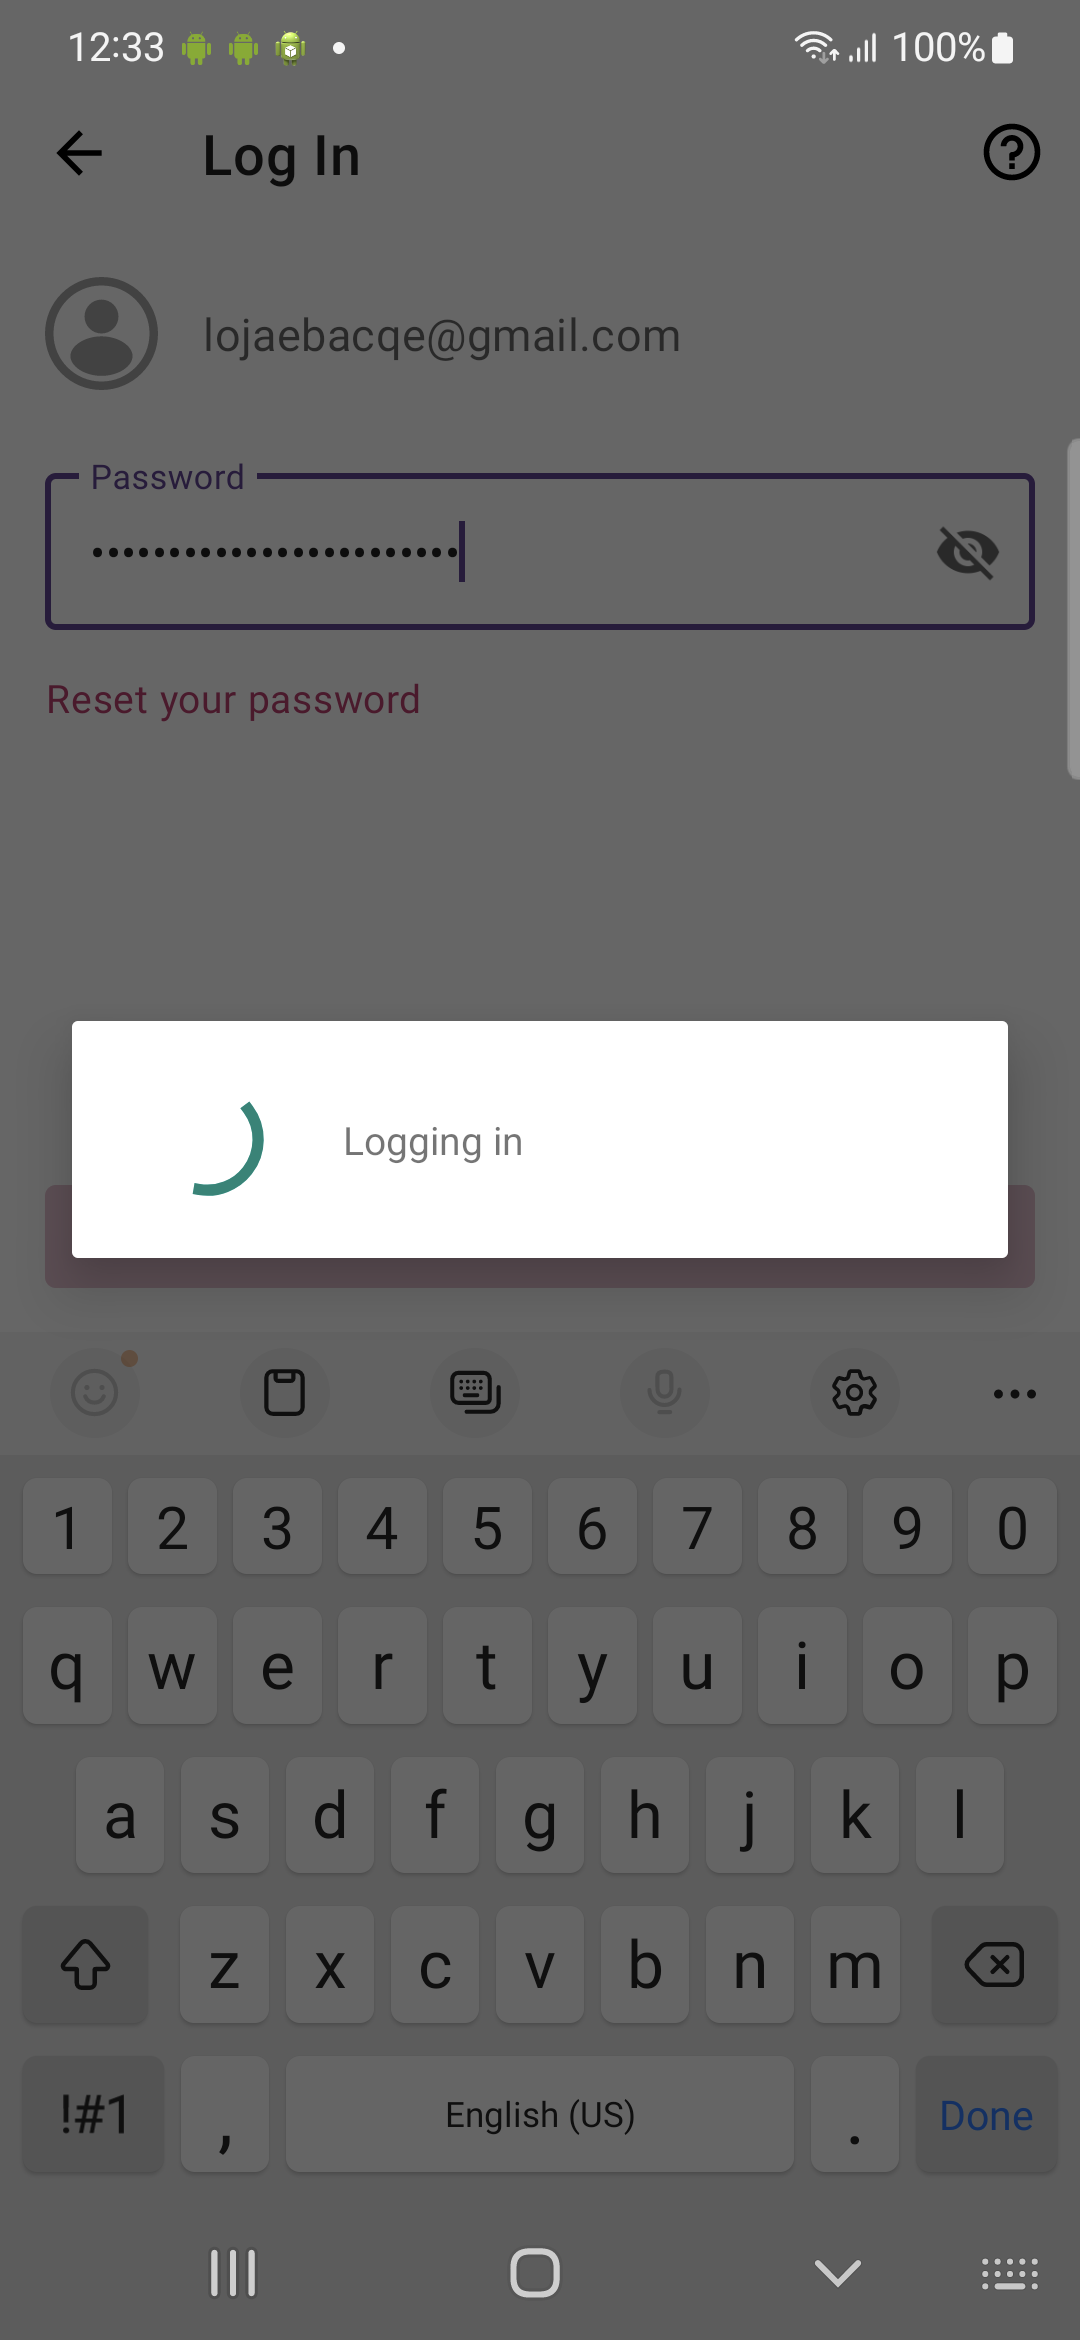 12:33
100%
Log In
lojaebacqe@gmail.com
Password
••••••••••••••••••••••••
Reset your password
Logging in
1 2 3 4 5 6 7 8 9 0
q w e r t y u i o p
a s d f g h j k l
z x c v b n m
!#1 , English (US) . Done